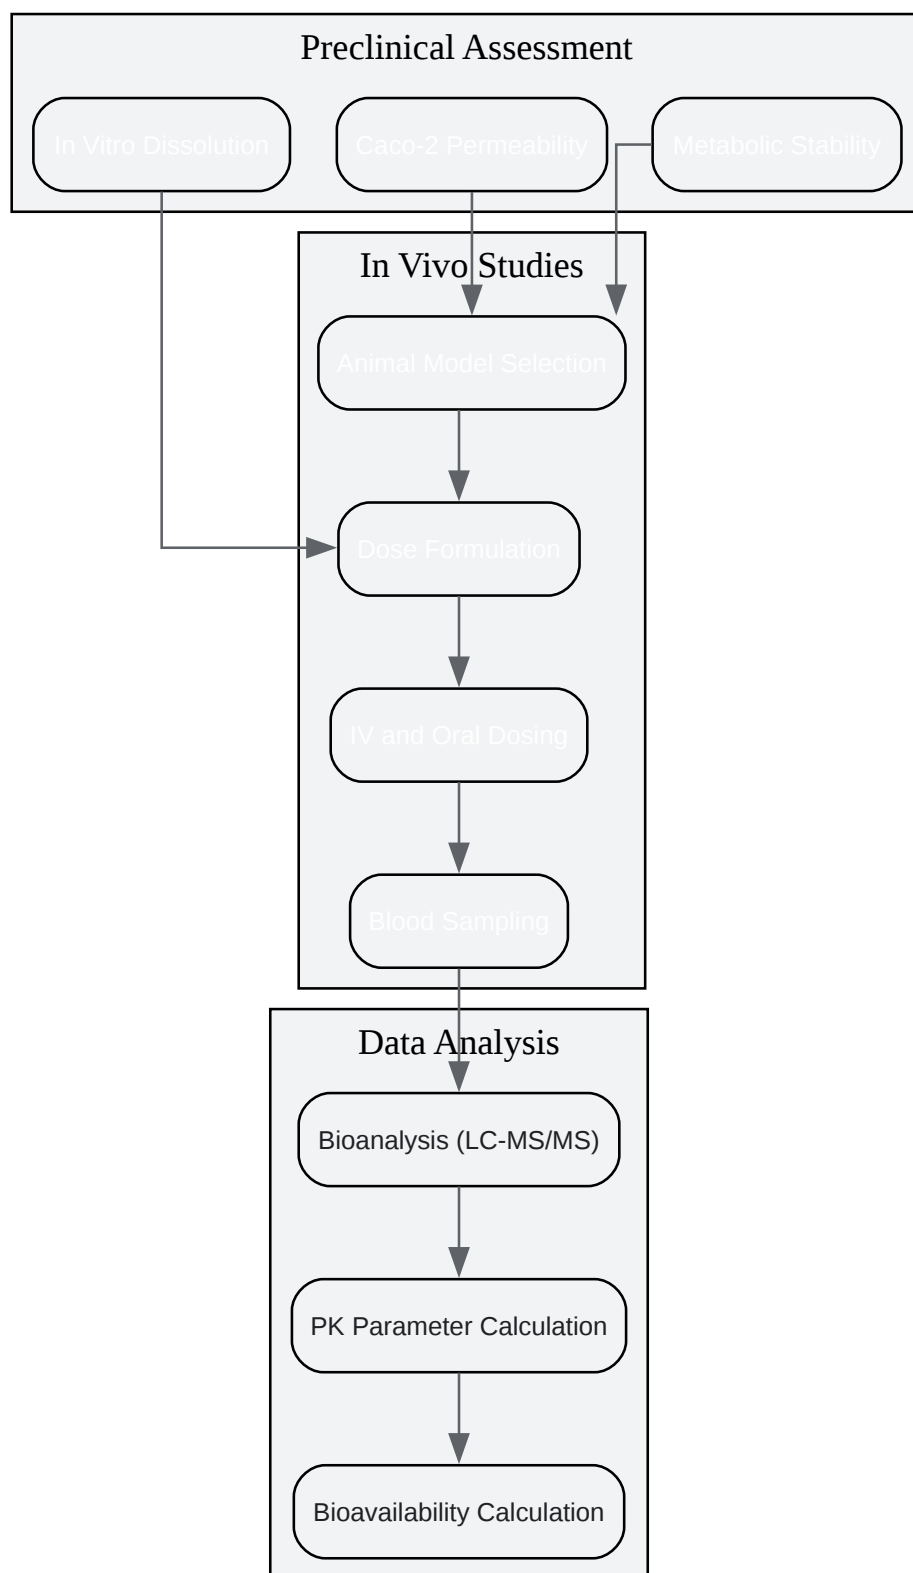 Preclinical Assessment
In Vitro Dissolution
Caco-2 Permeability
Metabolic Stability
In Vivo Studies
Animal Model Selection
Dose Formulation
IV and Oral Dosing
Blood Sampling
Data Analysis
Bioanalysis (LC-MS/MS)
PK Parameter Calculation
Bioavailability Calculation